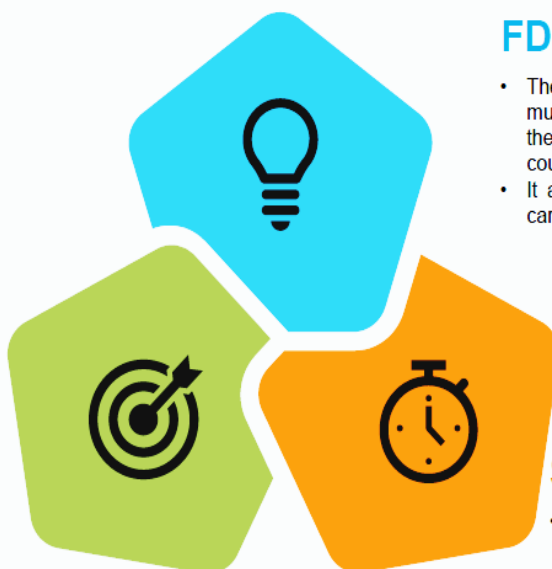 FD
• The
mu
the
cou
• It a
car